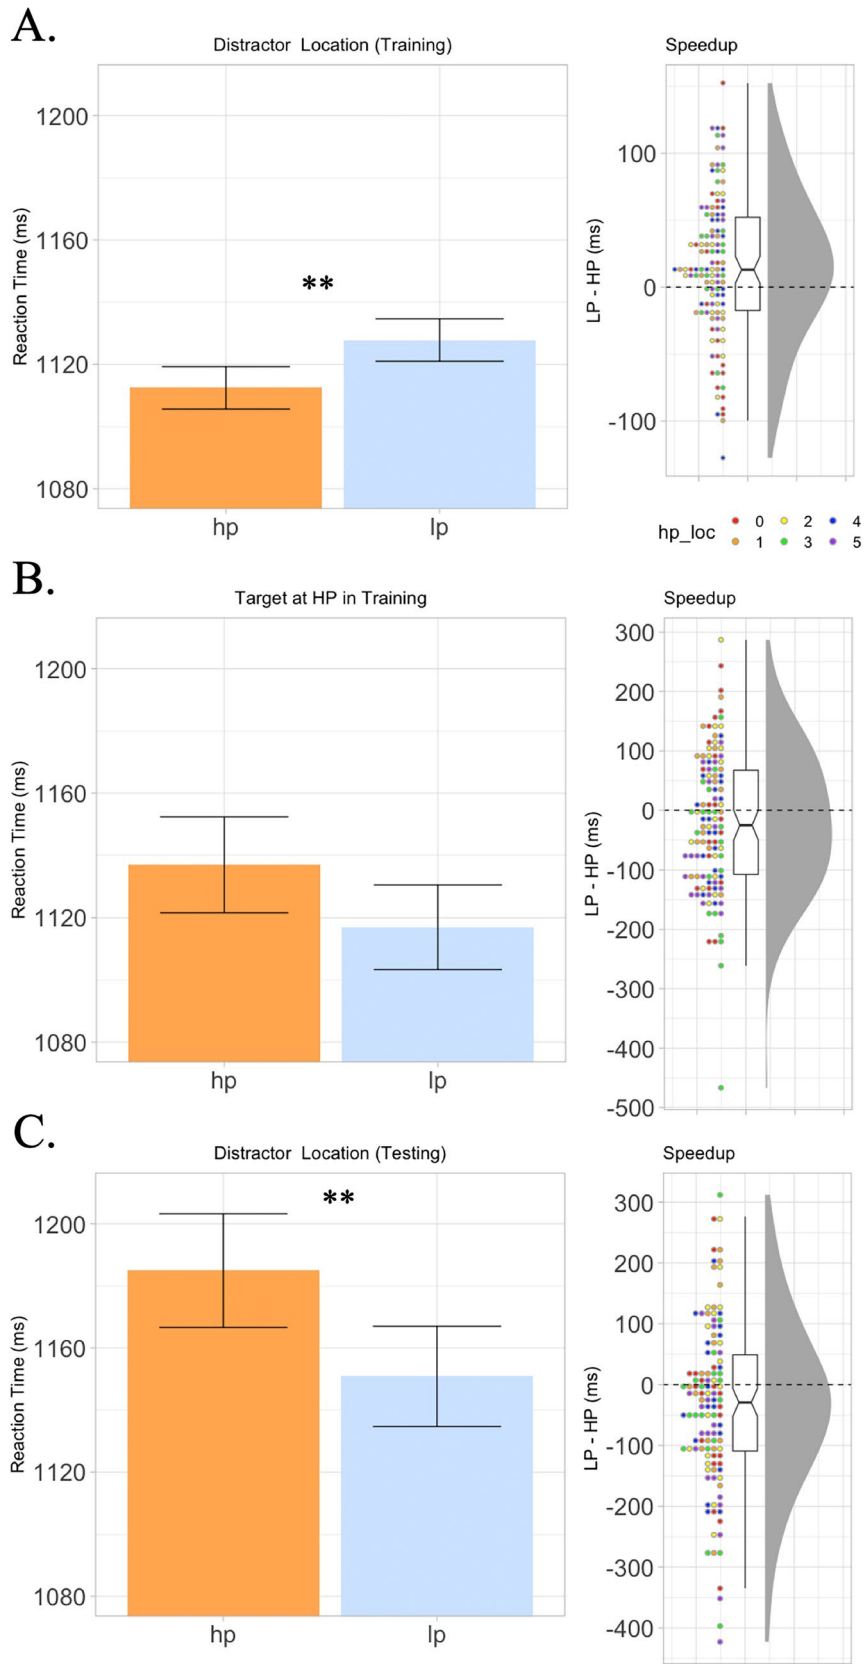 A.
Distractor Location (Training)
Speedup
Reaction Time (ms)
1200
1160
1120
1080
**
hp
lp
LP - HP (ms)
100
0
-100
hp_loc
0 2 4
1 3 5
B.
Target at HP in Training
Speedup
Reaction Time (ms)
1200
1160
1120
1080
hp
lp
LP - HP (ms)
300
200
100
0
-100
-200
-300
-400
-500
C.
Distractor Location (Testing)
Speedup
Reaction Time (ms)
1200
1160
1120
1080
**
hp
lp
LP - HP (ms)
300
200
100
0
-100
-200
-300
-400